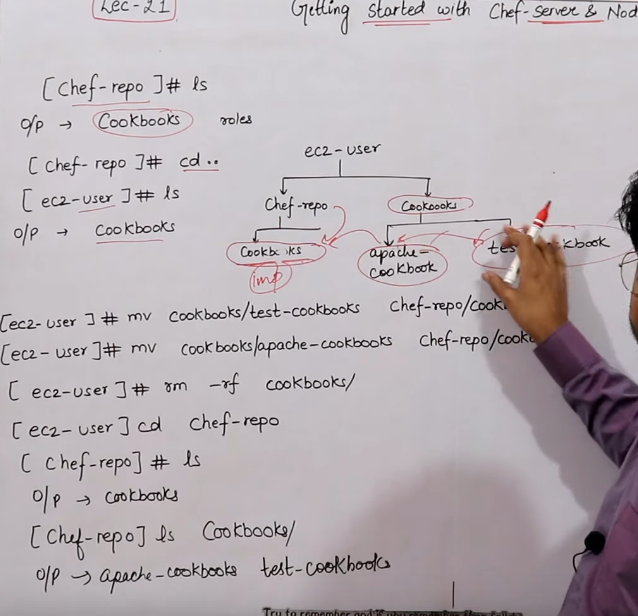 Lec-21
Getting started with Chef-Server & Nod
[Chef-repo]# ls
O/P → Cookbooks roles
[Chef-repo]# cd..
[ec2-user]# ls
O/P → Cookbooks
ec2-user
Chef-repo Cookbooks
Cookbooks apache-cookbook
imp
[ec2-user]# mv cookbooks/test-cookbooks Chef-repo/cook
[ec2-user]# mv cookbooks/apache-cookbooks Chef-repo/cook
[ec2-user]# rm -rf cookbooks/
[ec2-user] cd Chef-repo
[Chef-repo]# ls
O/P → cookbooks
[Chef-repo] ls Cookbooks/
O/P → apache-cookbooks test-cookbooks